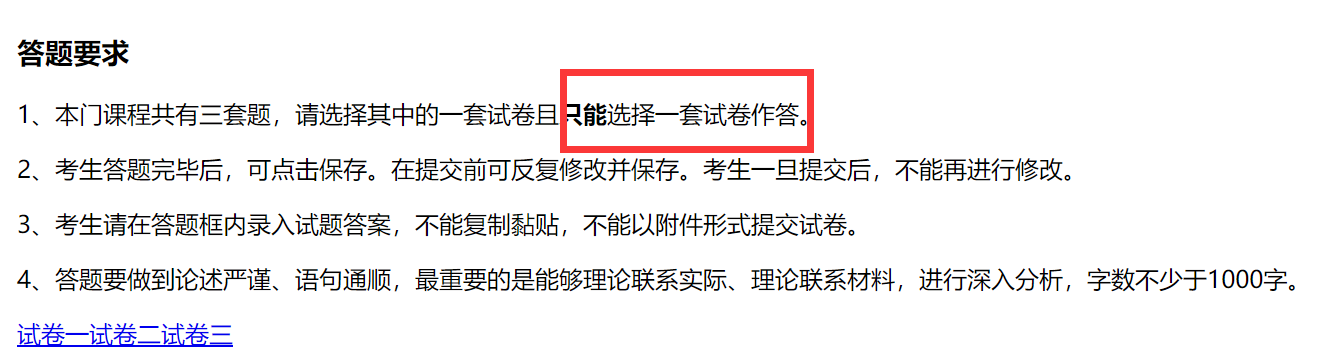 答题要求
1、本门课程共有三套题，请选择其中的一套试卷且只能选择一套试卷作答。
2、考生答题完毕后，可点击保存。在提交前可反复修改并保存。考生一旦提交后，不能再进行修改。
3、考生请在答题框内录入试题答案，不能复制黏贴，不能以附件形式提交试卷。
4、答题要做到论述严谨、语句通顺，最重要的是能够理论联系实际、理论联系材料，进行深入分析，字数不少于1000字。
试卷一试卷二试卷三